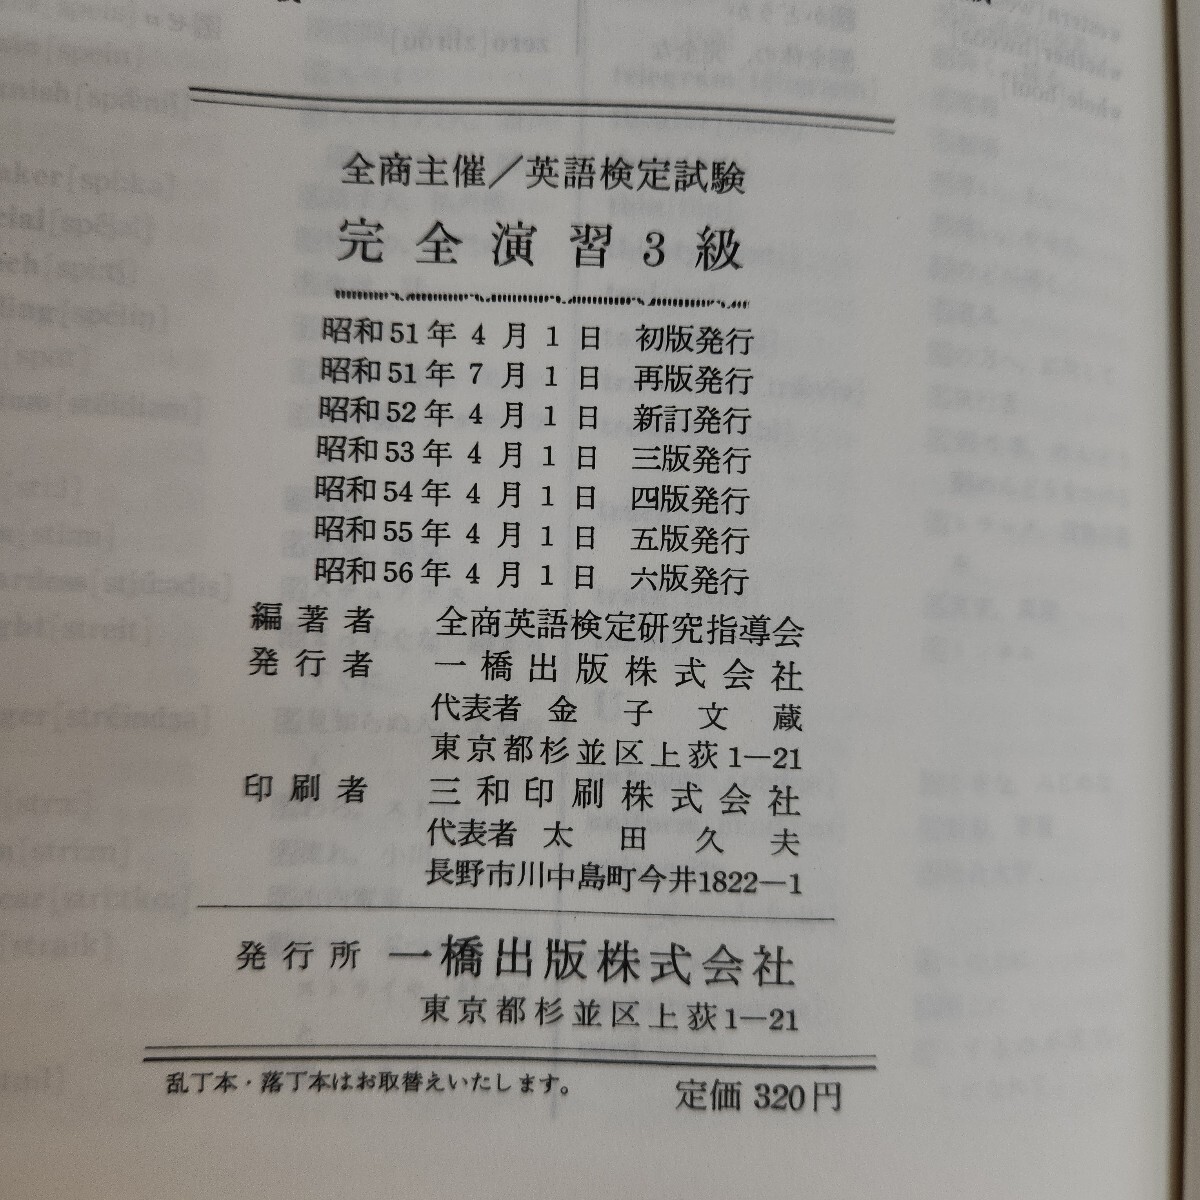 全商主催／英語検定試験
完全演習3級
昭和51年4月1日 初版発行
昭和51年7月1日 再版発行
昭和52年4月1日 新訂発行
昭和53年4月1日 三版発行
昭和54年4月1日 四版発行
昭和55年4月1日 五版発行
昭和56年4月1日 六版発行
編著者 全商英語検定研究指導会
発行者 一橋出版株式会社
代表者 金子文蔵
東京都杉並区上荻1—21
印刷者 三和印刷株式会社
代表者 太田久夫
長野市川中島町今井1822—1
発行所 一橋出版株式会社
東京都杉並区上荻1—21
乱丁本・落丁本はお取替えいたします。
定価 320円